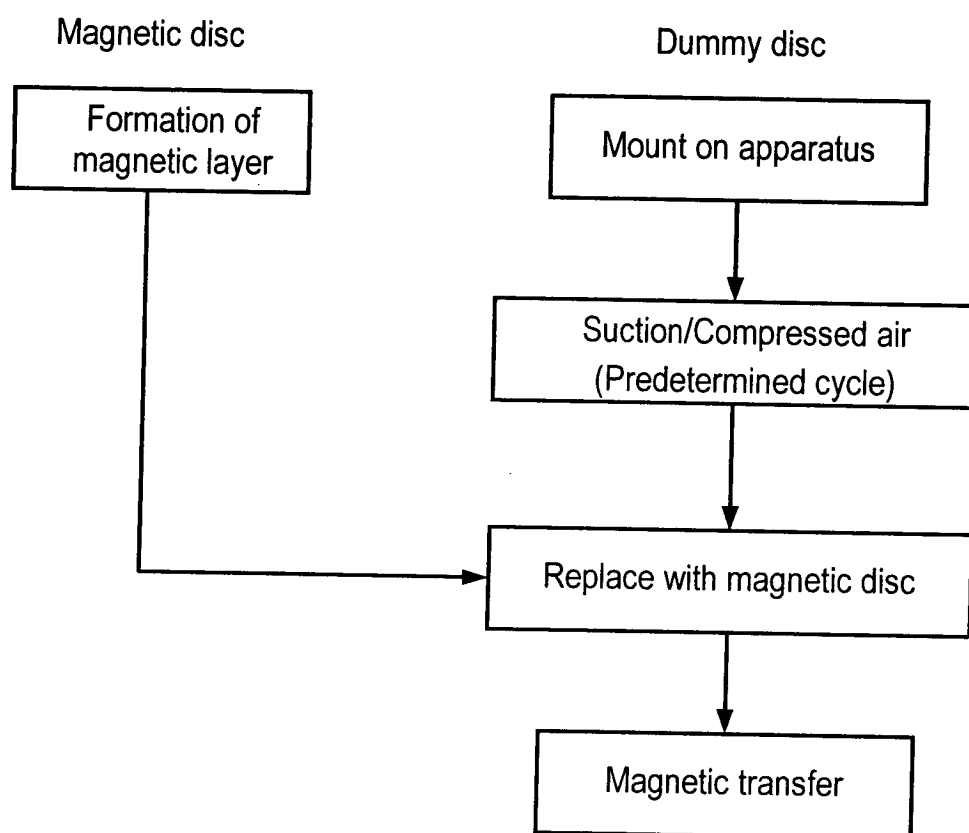 Magnetic disc
Dummy disc
Formation of
magnetic layer
Mount on apparatus
Suction/Compressed air
(Predetermined cycle)
Replace with magnetic disc
Magnetic transfer